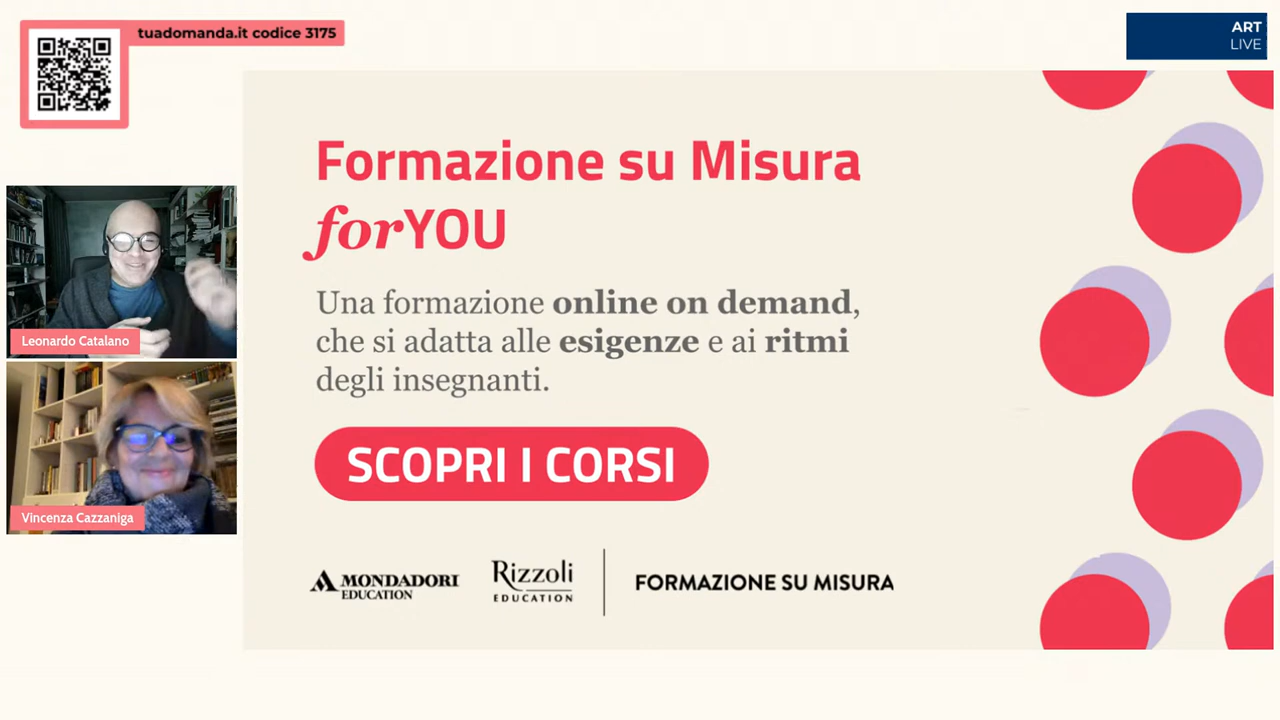 tuadomanda.it codice 3175
ART
LIVE
Formazione su Misura
forYOU
Una formazione online on demand,
che si adatta alle esigenze e ai ritmi
degli insegnanti.
SCOPRI I CORSI
Leonardo Catalano
Vincenza Cazzaniga
MONDADORI
EDUCATION
Rizzoli
EDUCATION
FORMAZIONE SU MISURA